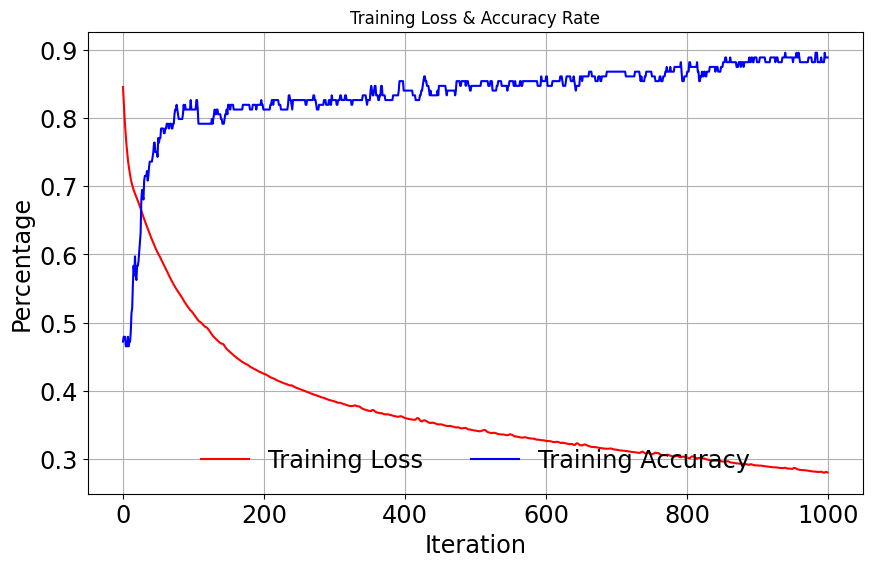 Training Loss & Accuracy Rate
0.9
0.8
0.7
0.6
0.5
0.4
0.3
Percentage
Training Loss Training Accuracy
0 200 400 600 800 1000
Iteration